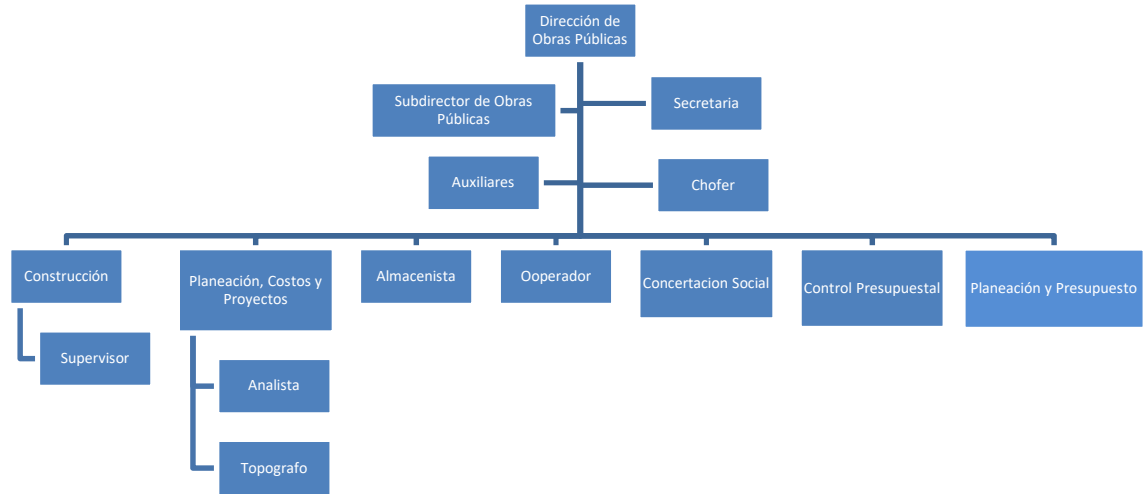 Dirección de
Obras Públicas
Subdirector de Obras
Públicas
Secretaria
Auxiliares
Chofer
Construcción
Planeación, Costos y
Proyectos
Almacenista
Ooperador
Concertacion Social
Control Presupuestal
Planeación y Presupuesto
Supervisor
Analista
Topografo